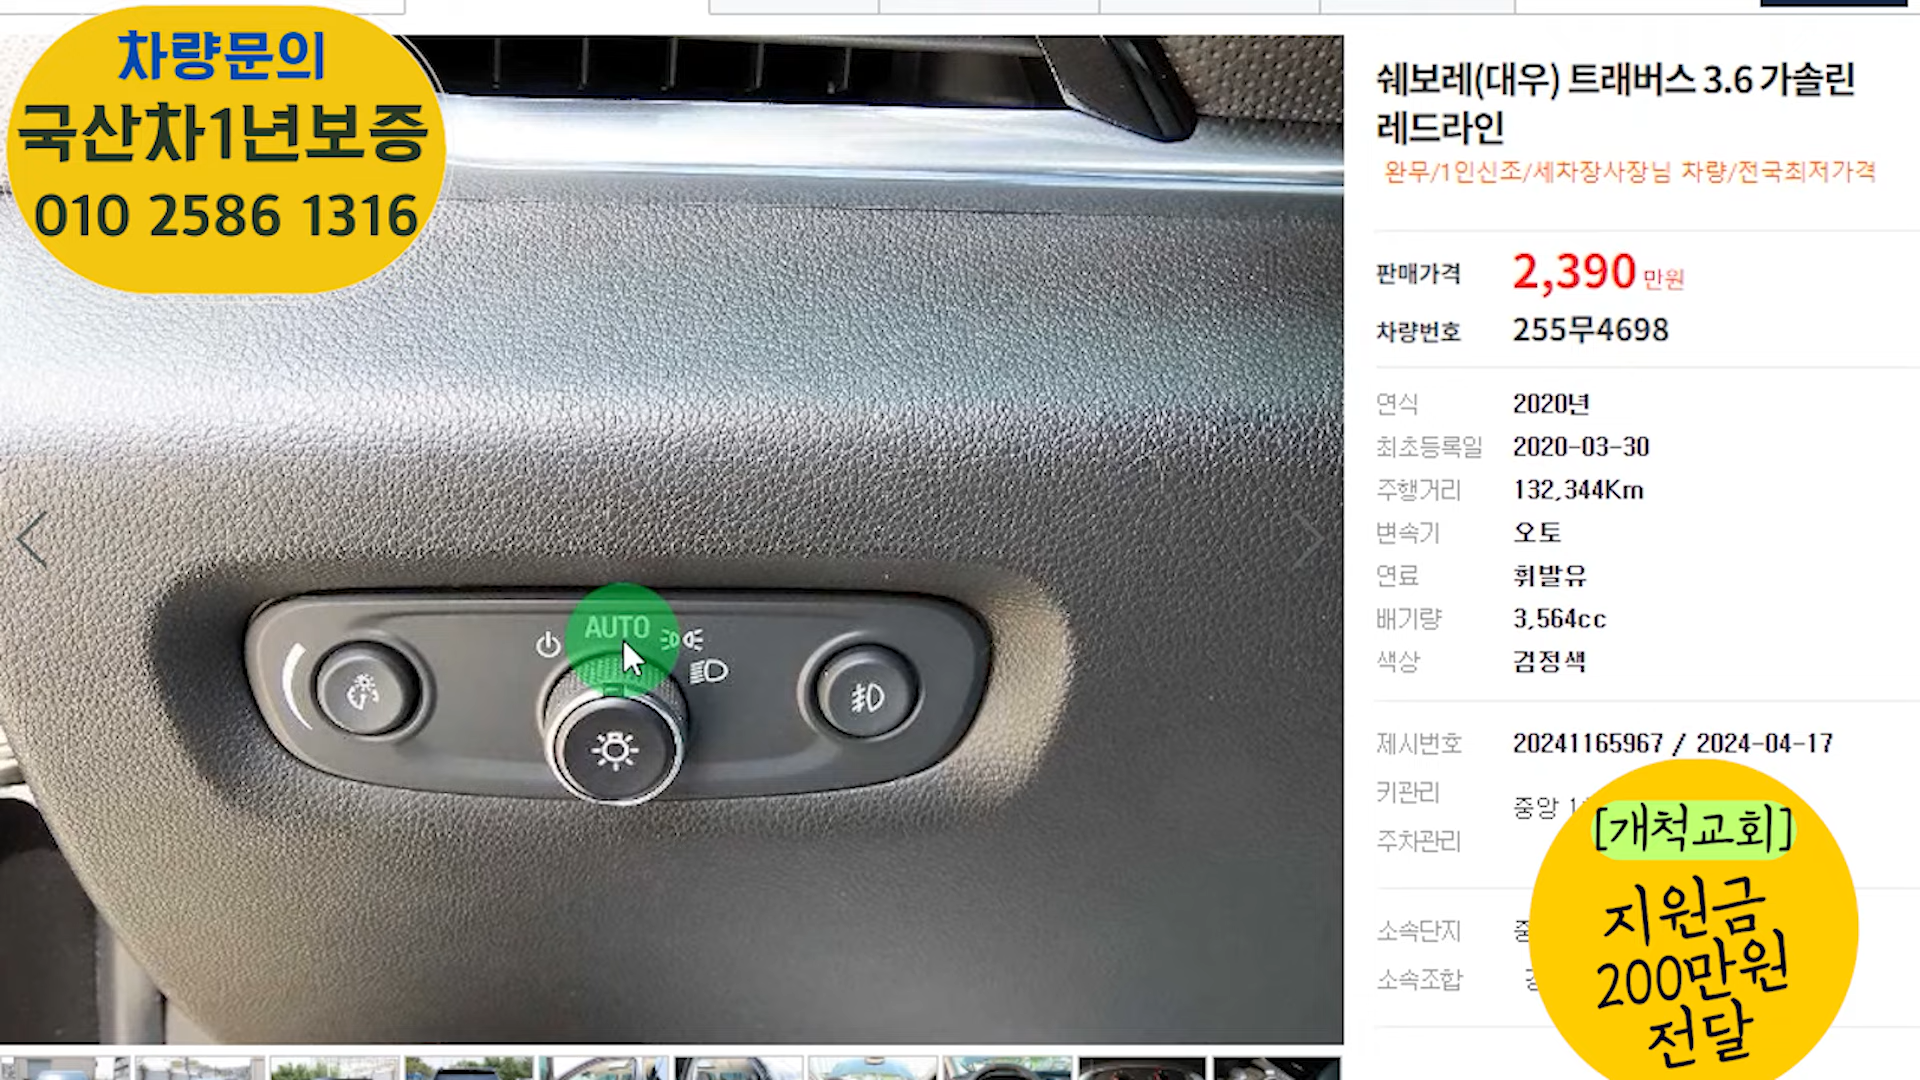 차량문의
국산차1년보증
010 2586 1316
쉐보레(대우) 트래버스 3.6 가솔린
레드라인
완무/1인신조/세차장사장님 차량/전국최저가격
판매가격 2,390 만원
차량번호 255무4698
연식 2020년
최초등록일 2020-03-30
주행거리 132,344Km
변속기 오토
연료 휘발유
배기량 3,564cc
색상 검정색
제시번호 20241165967 / 2024-04-17
키관리
중앙
주차관리
소속단지
소속조합
AUTO
[개척교회]
지원금
200만원
전달